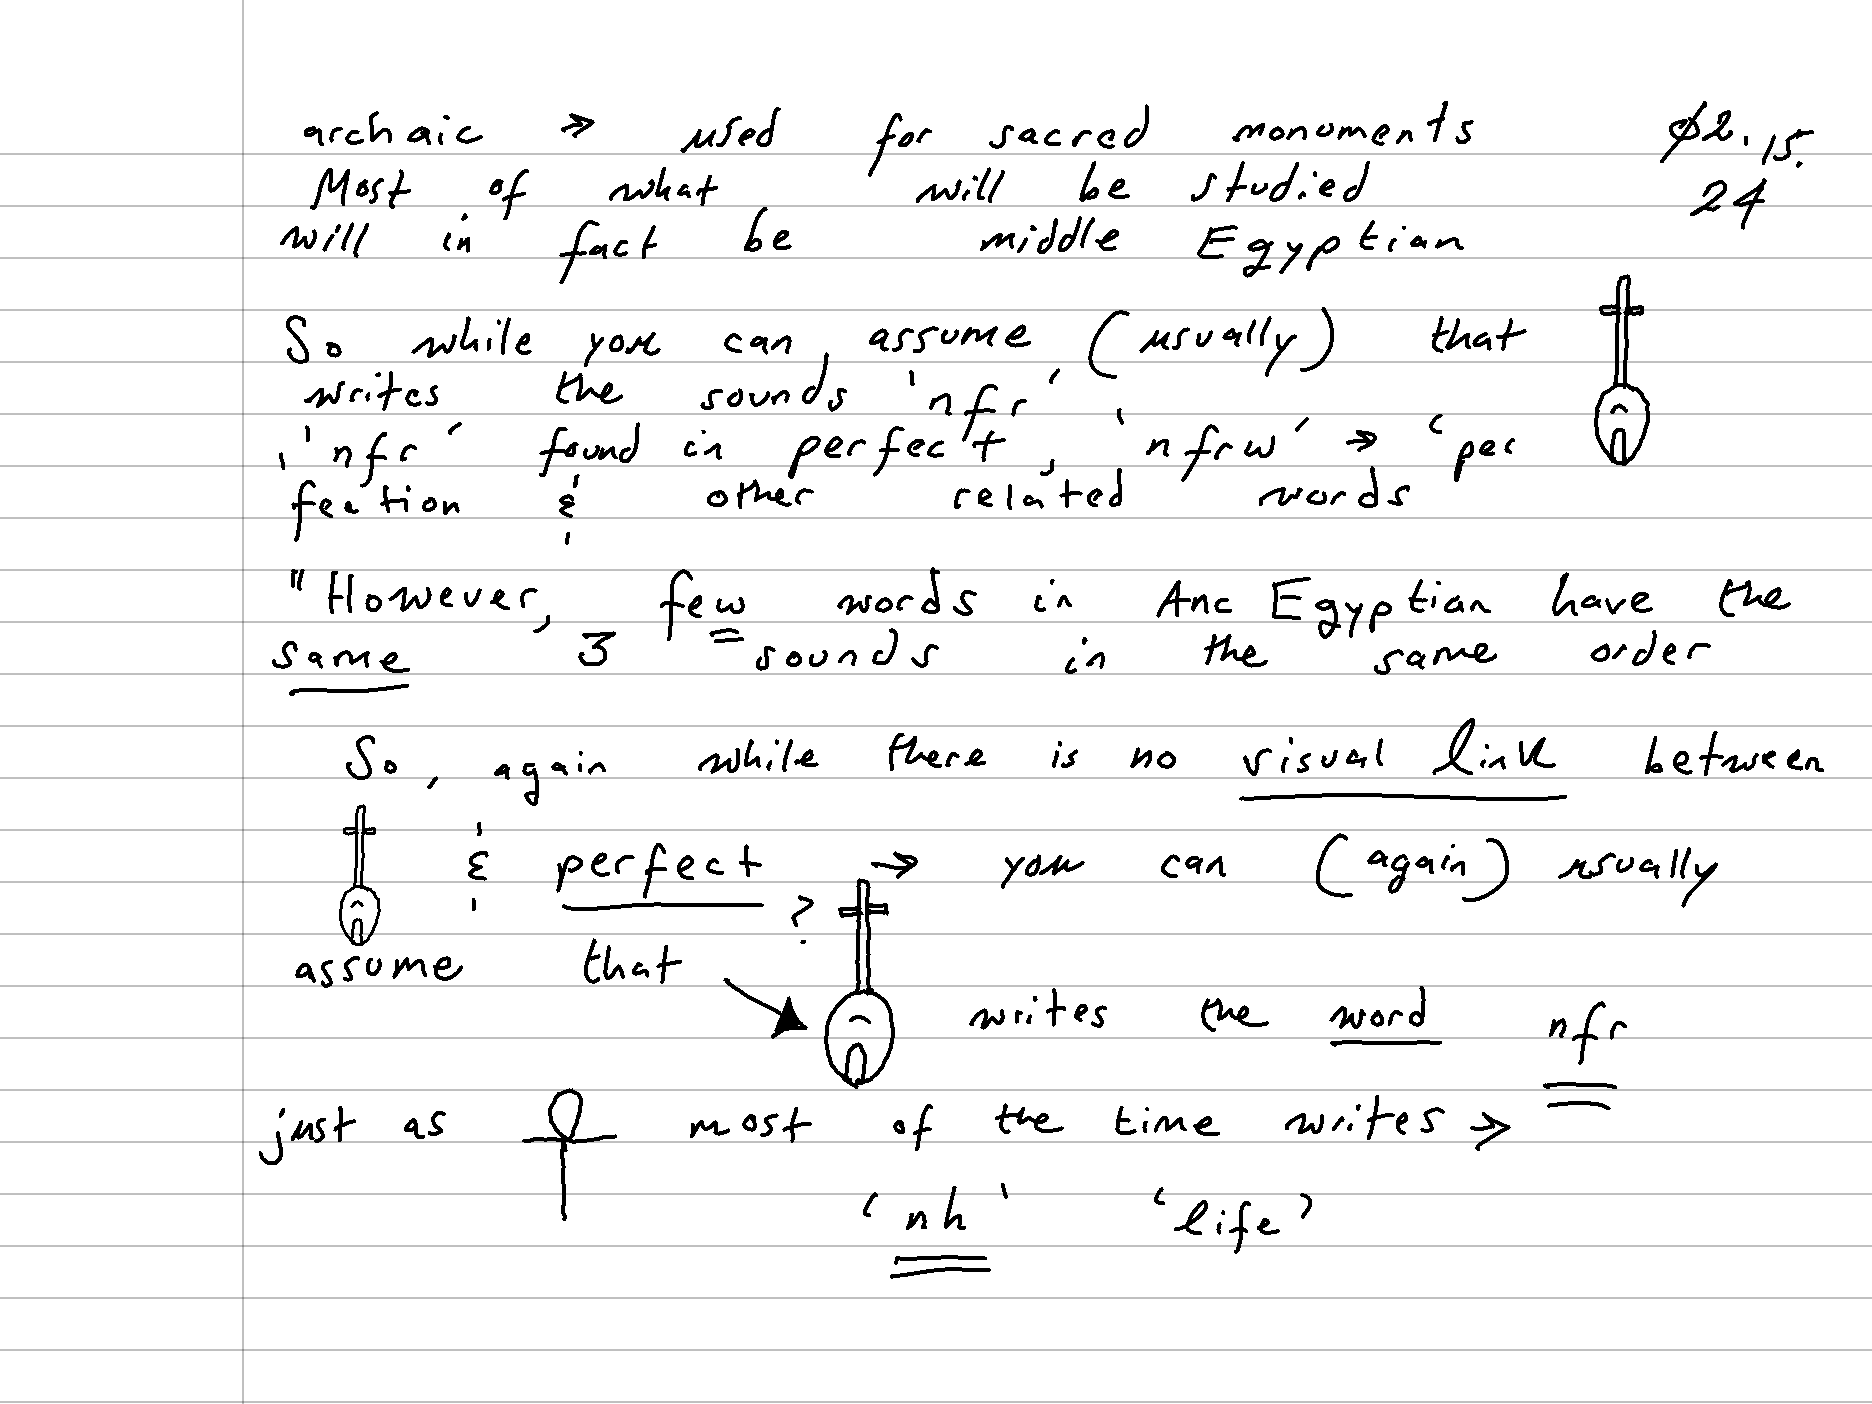 archaic ↠ used for sacred monuments ∅2.15.
Most of what will be studied 24
will in fact be middle Egyptian
So while you can assume (usually) that
writes the sounds 'nfr'
'nfr' found in perfect, 'nfrw' ↠ 'per
fection & other related words
"However, few words in Anc Egyptian have the
same 3 sounds in the same order
So, again while there is no visual link between
& perfect → you can (again) usually
?
assume that
writes the word nfr
just as most of the time writes →
'nh' 'life'